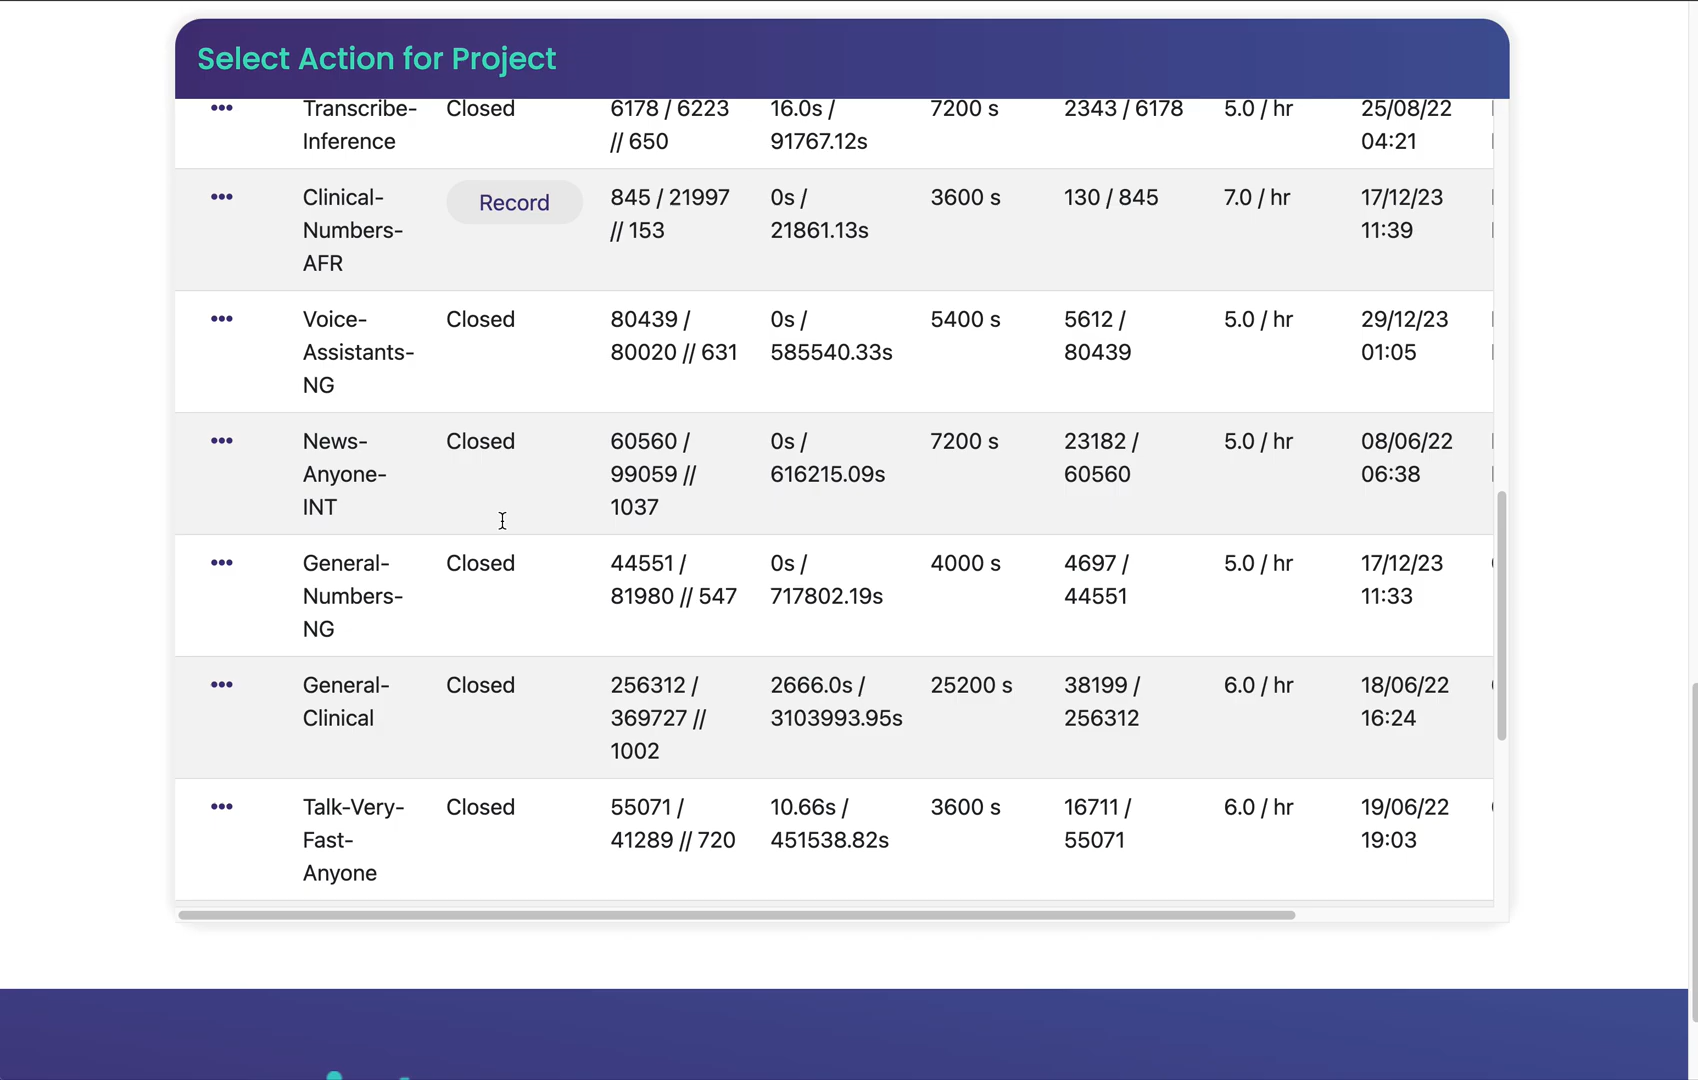 Select Action for Project
••• Transcribe- Closed 6178 / 6223 16.0s / 7200 s 2343 / 6178 5.0 / hr 25/08/22
Inference // 650 91767.12s 04:21
••• Clinical- Record 845 / 21997 0s / 3600 s 130 / 845 7.0 / hr 17/12/23
Numbers- // 153 21861.13s 11:39
AFR
••• Voice- Closed 80439 / 0s / 5400 s 5612 / 5.0 / hr 29/12/23
Assistants- 80020 // 631 585540.33s 80439 01:05
NG
••• News- Closed 60560 / 0s / 7200 s 23182 / 5.0 / hr 08/06/22
Anyone- 99059 // 616215.09s 60560 06:38
INT 1037
••• General- Closed 44551 / 0s / 4000 s 4697 / 5.0 / hr 17/12/23
Numbers- 81980 // 547 717802.19s 44551 11:33
NG
••• General- Closed 256312 / 2666.0s / 25200 s 38199 / 6.0 / hr 18/06/22
Clinical 369727 // 3103993.95s 256312 16:24
1002
••• Talk-Very- Closed 55071 / 10.66s / 3600 s 16711 / 6.0 / hr 19/06/22
Fast- 41289 // 720 451538.82s 55071 19:03
Anyone